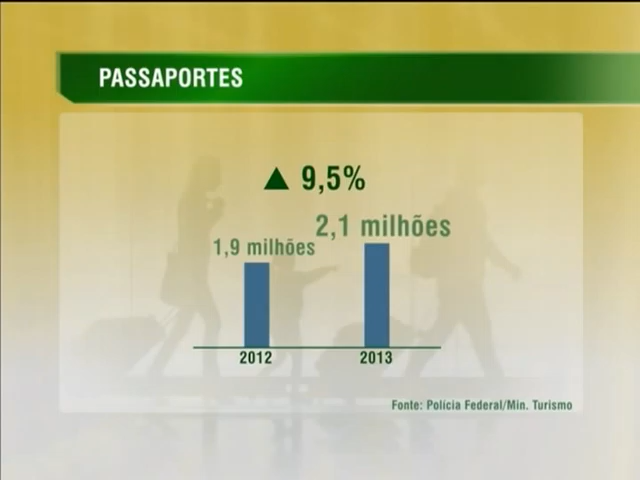 PASSAPORTES
▲ 9,5%
2,1 milhões
1,9 milhões
2012 2013
Fonte: Polícia Federal/Min. Turismo